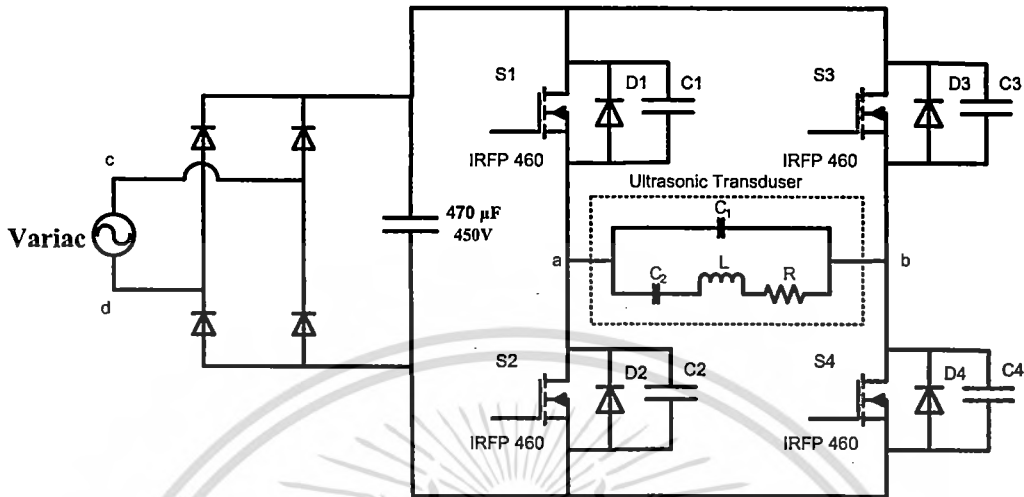 S1
D1
C1
S3
D3
C3
IRFP 460
IRFP 460
c
Variac
d
470 µF
450V
Ultrasonic Transduser
C1
a
b
C2
L
R
S2
D2
C2
S4
D4
C4
IRFP 460
IRFP 460